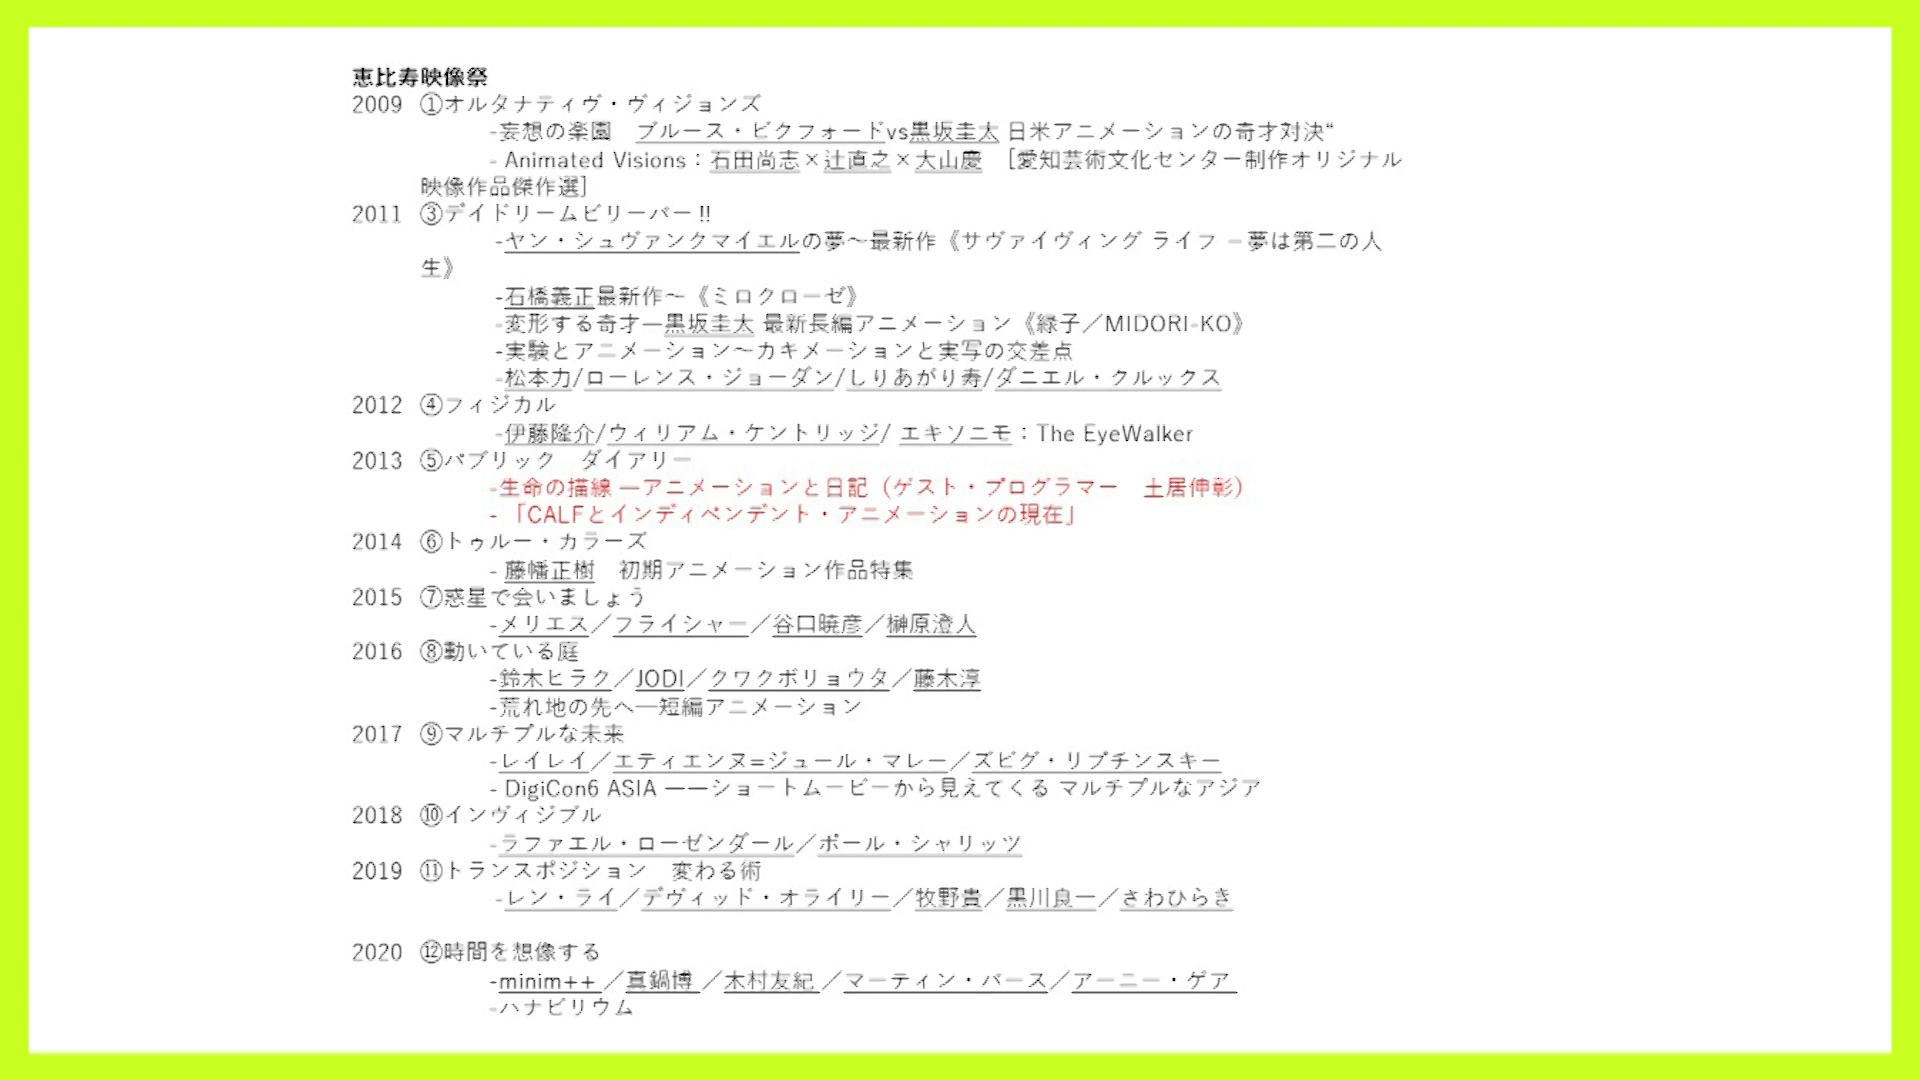 恵比寿映像祭
2009 ①オルタナティヴ・ヴィジョンズ
-妄想の楽園　ブルース・ビクフォードvs黒坂圭太 日米アニメーションの奇才対決“
- Animated Visions：石田尚志×辻直之×大山慶　［愛知芸術文化センター制作オリジナル
映像作品傑作選］
2011 ③デイドリームビリーバー!!
-ヤン・シュヴァンクマイエルの夢～最新作《サヴァイヴィング ライフ －夢は第二の人
生》
-石橋義正最新作～《ミロクローゼ》
-変形する奇才―黒坂圭太 最新長編アニメーション《緑子／MIDORI-KO》
-実験とアニメーション～カキメーションと実写の交差点
-松本力/ローレンス・ジョーダン/しりあがり寿/ダニエル・クルックス
2012 ④フィジカル
-伊藤隆介/ウィリアム・ケントリッジ/ エキソニモ：The EyeWalker
2013 ⑤パブリック　ダイアリー
-生命の描線 ―アニメーションと日記（ゲスト・プログラマー　土居伸彰）
- 「CALFとインディペンデント・アニメーションの現在」
2014 ⑥トゥルー・カラーズ
- 藤幡正樹　初期アニメーション作品特集
2015 ⑦惑星で会いましょう
-メリエス／フライシャー／谷口暁彦／榊原澄人
2016 ⑧動いている庭
-鈴木ヒラク／JODI／クワクボリョウタ／藤木淳
-荒れ地の先へ―短編アニメーション
2017 ⑨マルチプルな未来
-レイレイ／エティエンヌ=ジュール・マレー／ズビグ・リプチンスキー
- DigiCon6 ASIA ――ショートムービーから見えてくる マルチプルなアジア
2018 ⑩インヴィジブル
-ラファエル・ローゼンダール／ポール・シャリッツ
2019 ⑪トランスポジション　変わる術
-レン・ライ／デヴィッド・オライリー／牧野貴／黒川良一／さわひらき
2020 ⑫時間を想像する
-minim++ ／真鍋博 ／木村友紀 ／マーティン・バース／アーニー・ゲア
-ハナビリウム